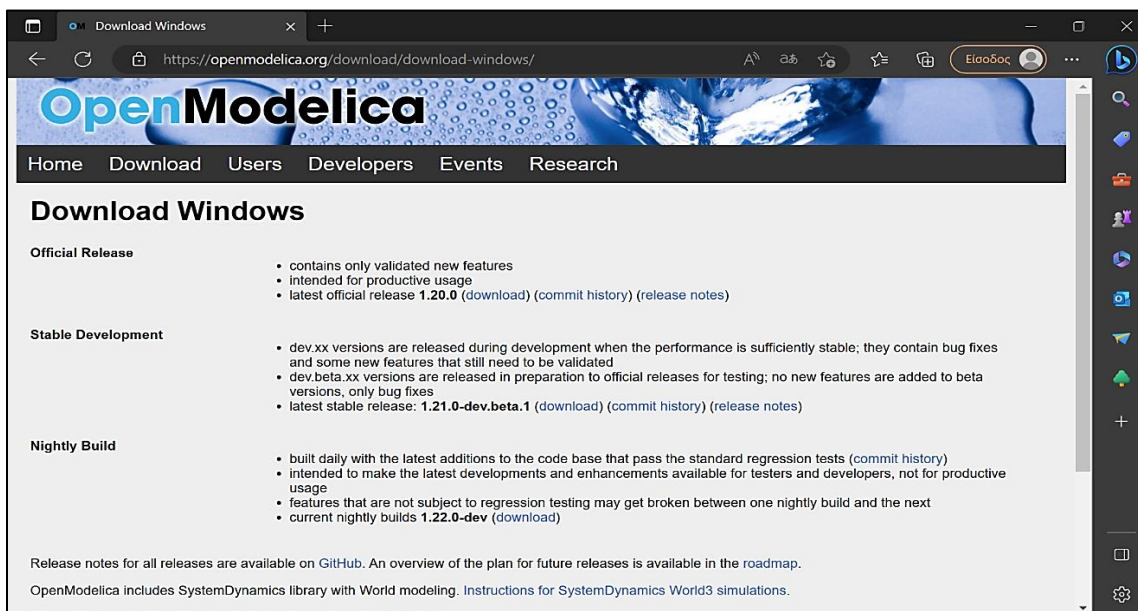 OM Download Windows
https://openmodelica.org/download/download-windows/
Είσοδος
OpenModelica
Home Download Users Developers Events Research
Download Windows
Official Release
• contains only validated new features
• intended for productive usage
• latest official release 1.20.0 (download) (commit history) (release notes)
Stable Development
• dev.xx versions are released during development when the performance is sufficiently stable; they contain bug fixes
and some new features that still need to be validated
• dev.beta.xx versions are released in preparation to official releases for testing; no new features are added to beta
versions, only bug fixes
• latest stable release: 1.21.0-dev.beta.1 (download) (commit history) (release notes)
Nightly Build
• built daily with the latest additions to the code base that pass the standard regression tests (commit history)
• intended to make the latest developments and enhancements available for testers and developers, not for productive
usage
• features that are not subject to regression testing may get broken between one nightly build and the next
• current nightly builds 1.22.0-dev (download)
Release notes for all releases are available on GitHub. An overview of the plan for future releases is available in the roadmap.
OpenModelica includes SystemDynamics library with World modeling. Instructions for SystemDynamics World3 simulations.